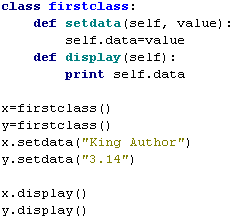 class firstclass:
    def setdata(self, value):
        self.data=value
    def display(self):
        print self.data

x=firstclass()
y=firstclass()
x.setdata("King Author")
y.setdata("3.14")

x.display()
y.display()